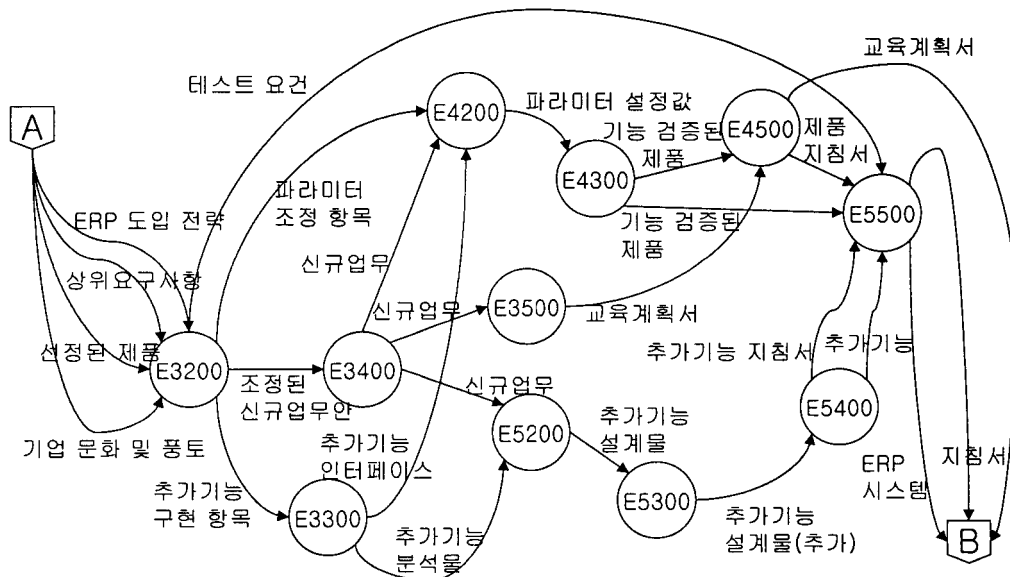 교육계획서
테스트 요건
A
E4200
파라미터 설정값
기능 검증된
제품
E4500
제품
지침서
E4300
파라미터
조정 항목
ERP 도입 전략
E5500
기능 검증된
제품
신규업무
상위요구사항
E3500
신규업무
교육계획서
선정된 제품
E3200
E3400
조정된
신규업무안
신규업무
추가기능 지침서
추가기능
E5400
기업 문화 및 풍토
추가기능
인터페이스
E5200
추가기능
설계물
ERP
시스템
지침서
추가기능
구현 항목
E3300
E5300
추가기능
분석물
추가기능
설계물(추가)
B